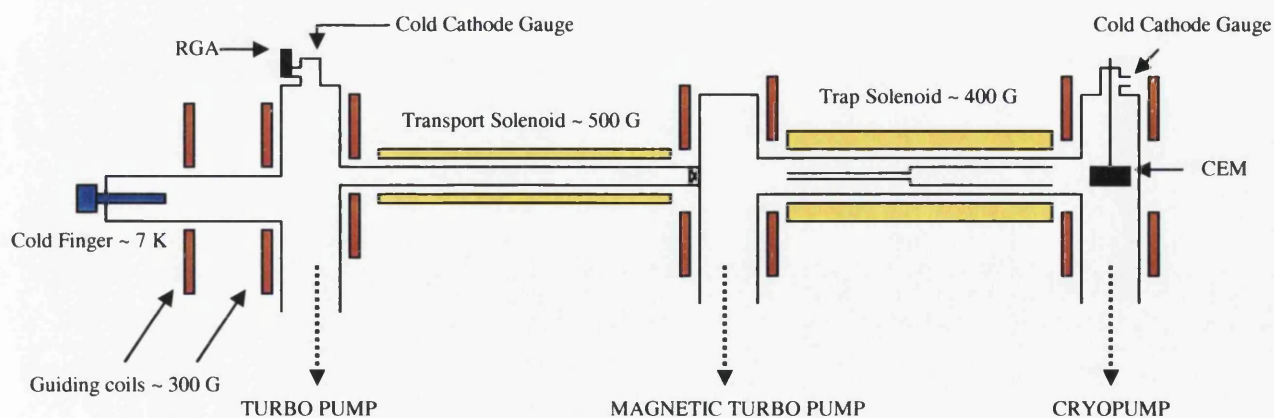 Cold Cathode Gauge
Cold Cathode Gauge
RGA
Transport Solenoid ~ 500 G
Trap Solenoid ~ 400 G
CEM
Cold Finger ~ 7 K
Guiding coils ~ 300 G
TURBO PUMP
MAGNETIC TURBO PUMP
CRYOPUMP